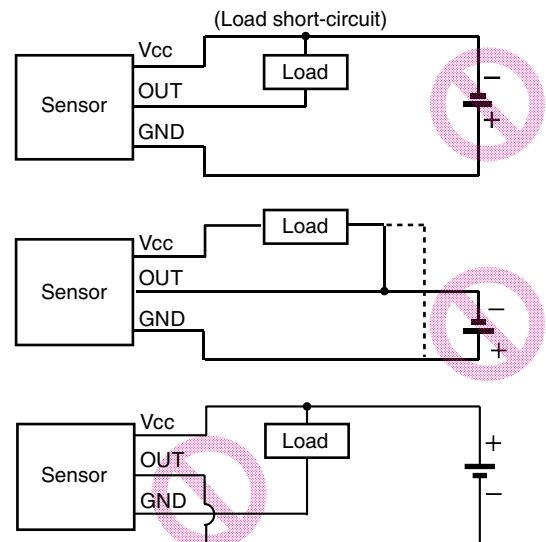 (Load short-circuit)
Vcc
Load
OUT
Sensor
GND
−
+
Load
Vcc
OUT
Sensor
GND
−
+
Vcc
Load
OUT
Sensor
GND
+
−